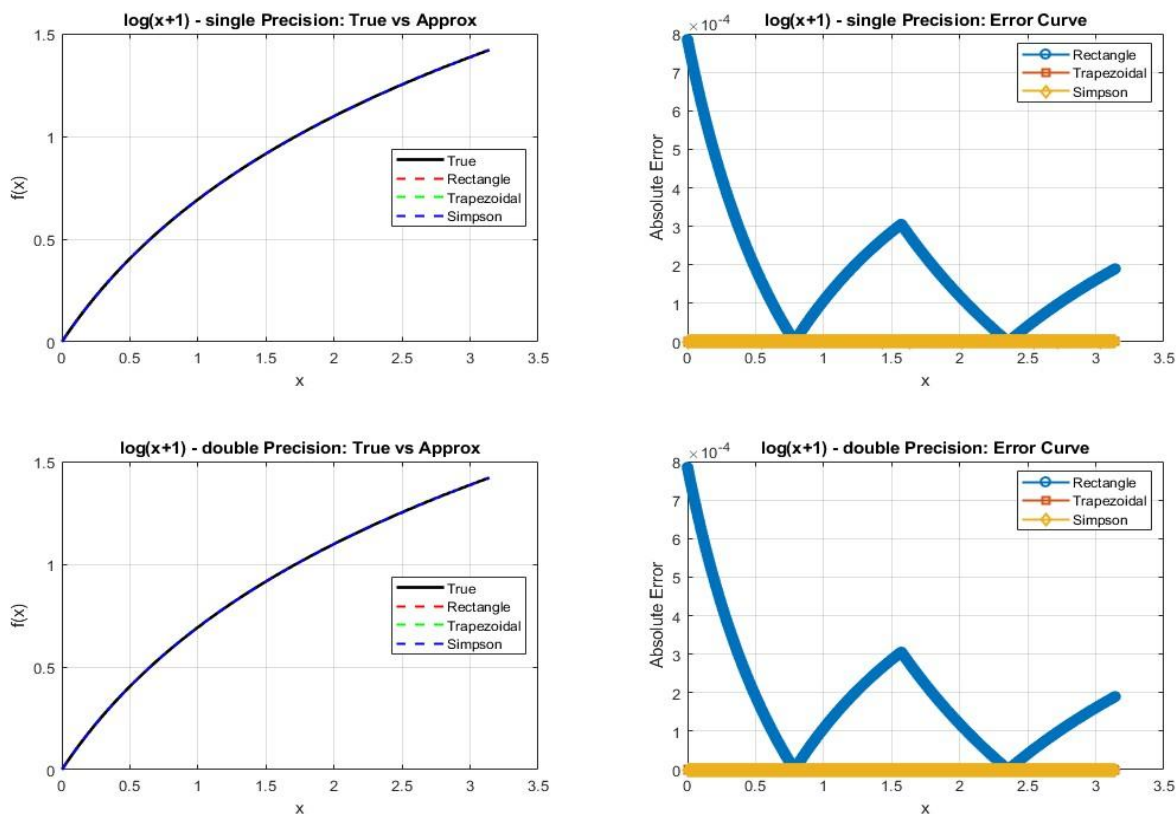 log(x+1) - single Precision: True vs Approx
1.5
1
0.5
0
f(x)
True
Rectangle
Trapezoidal
Simpson
0 0.5 1 1.5 2 2.5 3 3.5
x
log(x+1) - single Precision: Error Curve
×10-4
8
7
6
5
4
3
2
1
0
Absolute Error
Rectangle
Trapezoidal
Simpson
0 0.5 1 1.5 2 2.5 3 3.5
x
log(x+1) - double Precision: True vs Approx
1.5
1
0.5
0
f(x)
True
Rectangle
Trapezoidal
Simpson
0 0.5 1 1.5 2 2.5 3 3.5
x
log(x+1) - double Precision: Error Curve
×10-4
8
7
6
5
4
3
2
1
0
Absolute Error
Rectangle
Trapezoidal
Simpson
0 0.5 1 1.5 2 2.5 3 3.5
x